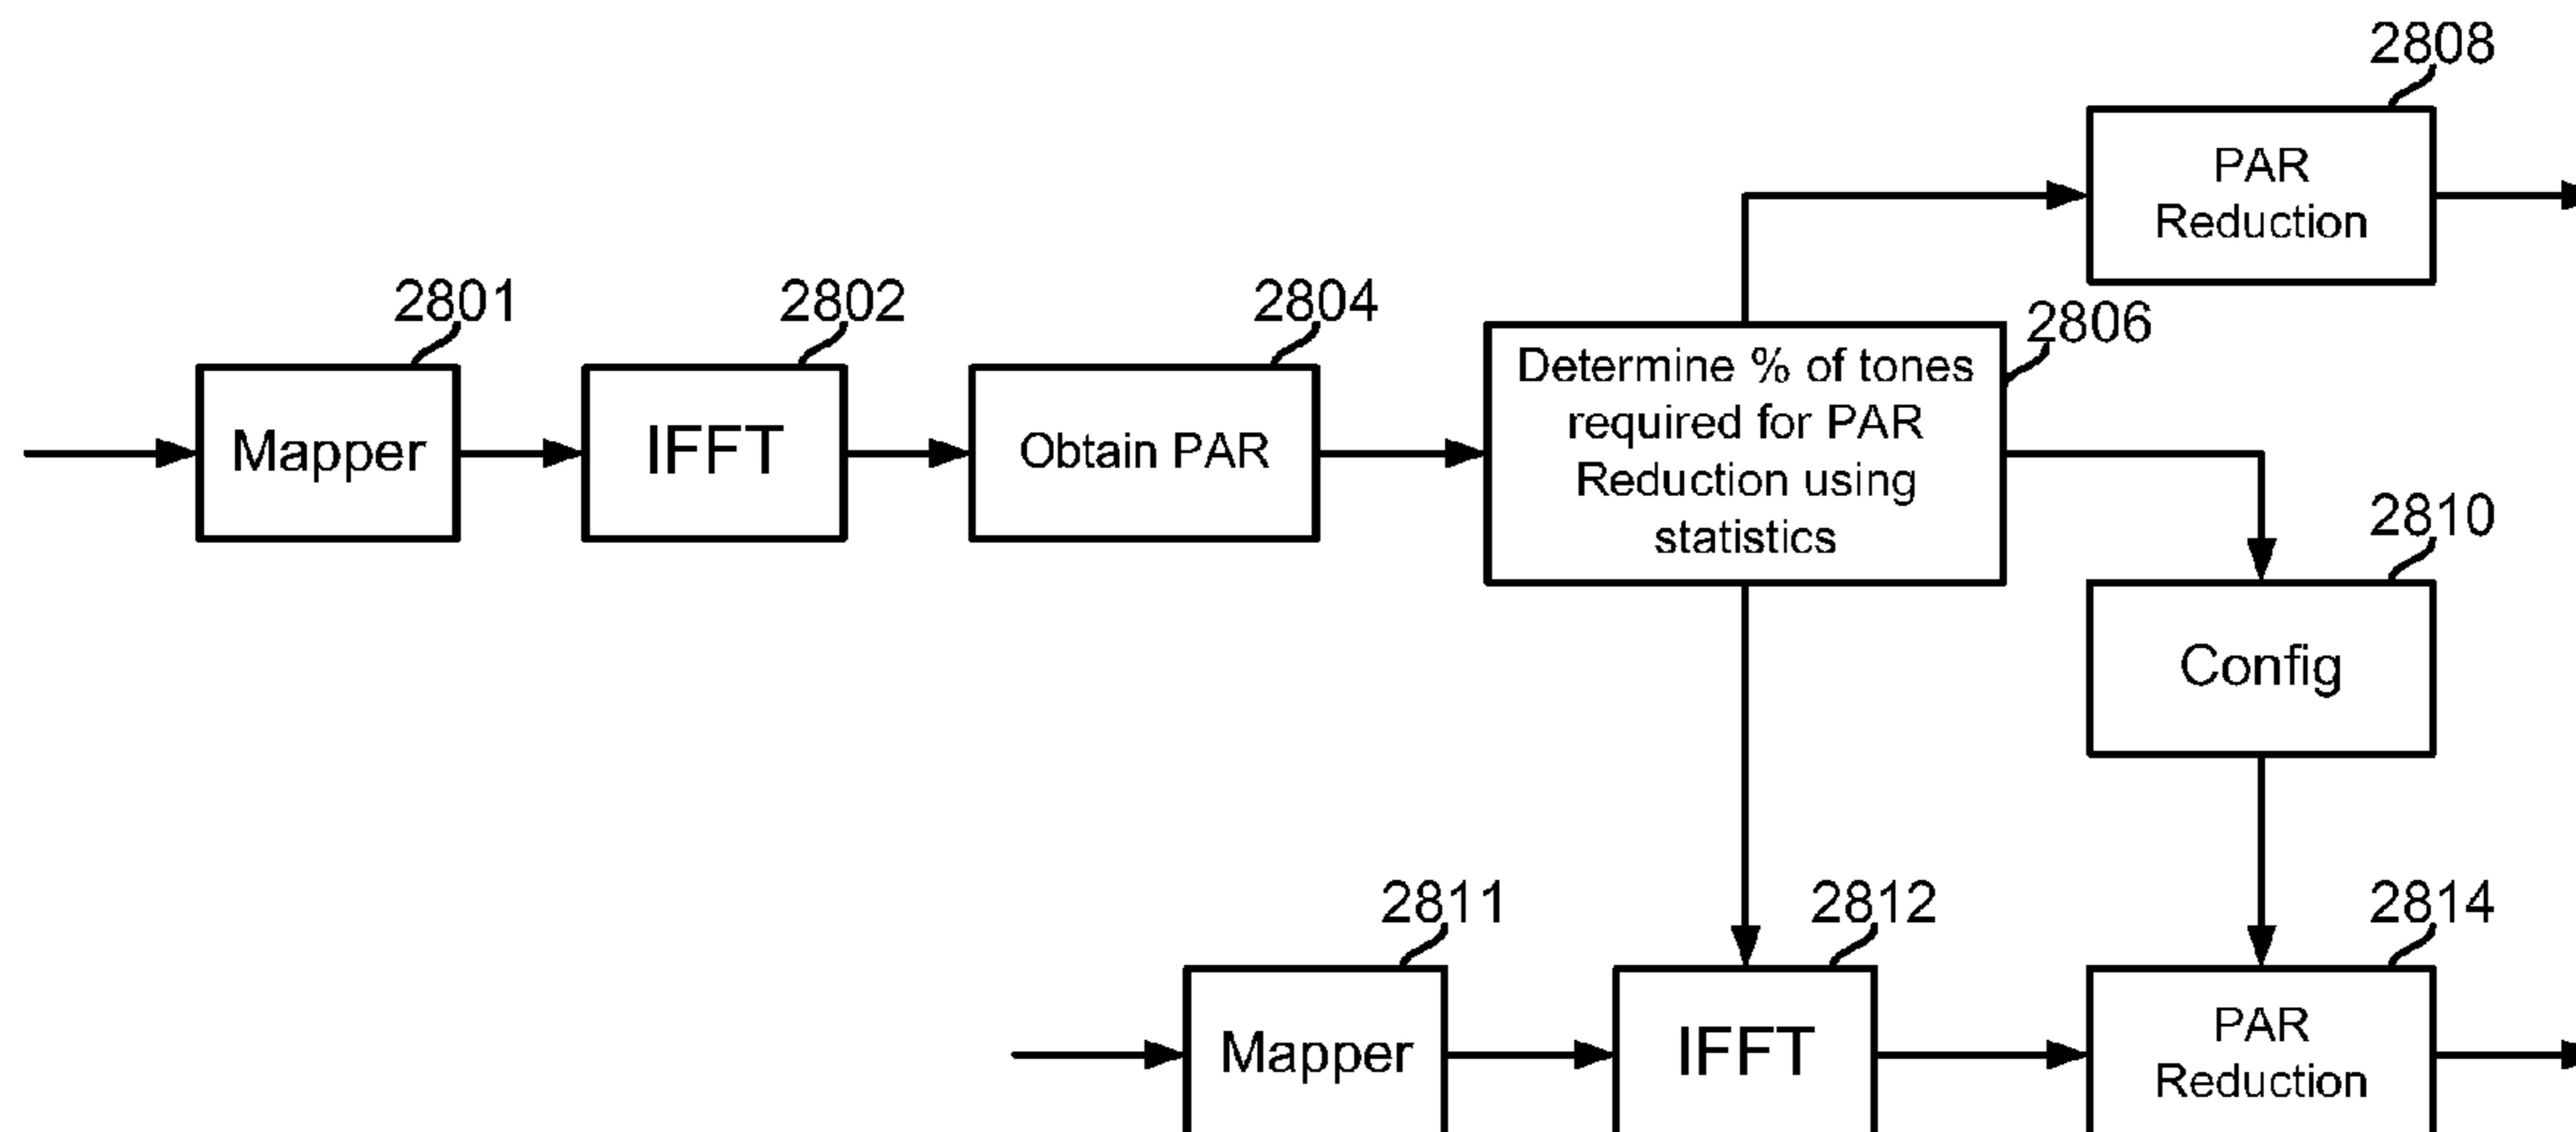 2808
PAR
Reduction
2801
2802
2804
2806
Mapper
IFFT
Obtain PAR
Determine % of tones
required for PAR
Reduction using
statistics
2810
Config
2811
2812
2814
Mapper
IFFT
PAR
Reduction